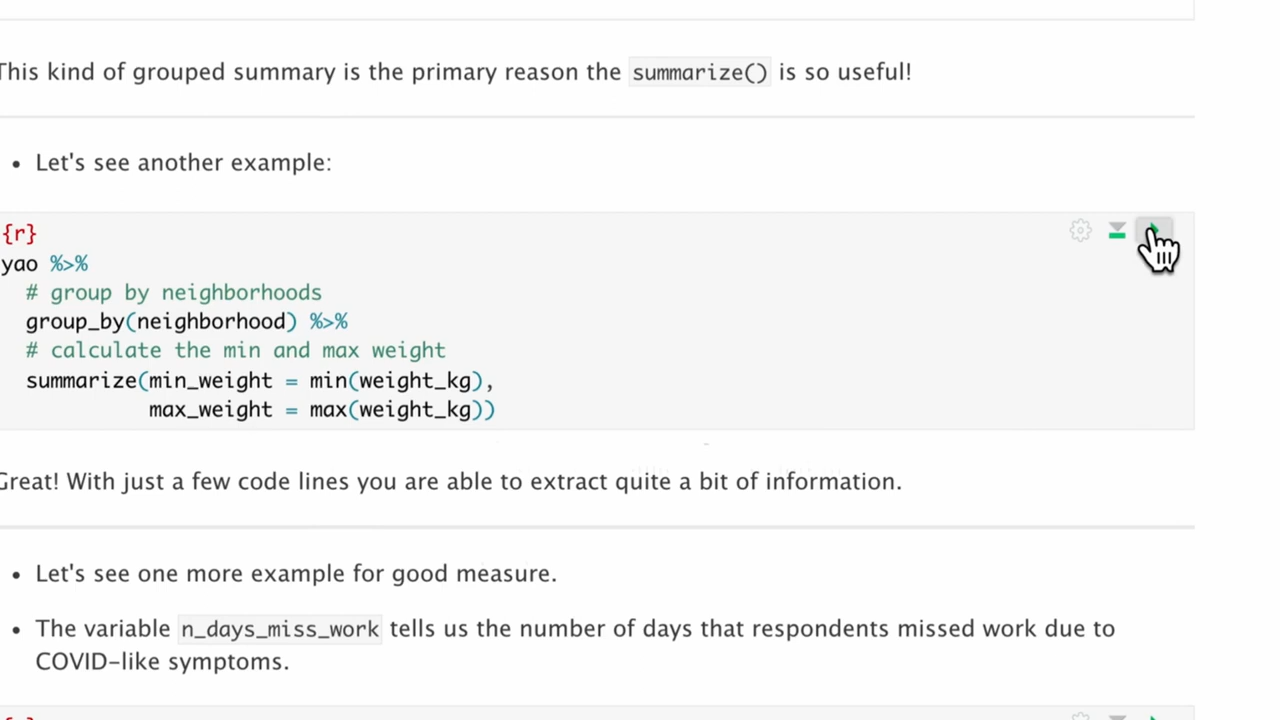 This kind of grouped summary is the primary reason the summarize() is so useful!
• Let's see another example:
{r}
yao %>%
# group by neighborhoods
group_by(neighborhood) %>%
# calculate the min and max weight
summarize(min_weight = min(weight_kg),
max_weight = max(weight_kg))
Great! With just a few code lines you are able to extract quite a bit of information.
• Let's see one more example for good measure.
• The variable n_days_miss_work tells us the number of days that respondents missed work due to
COVID-like symptoms.